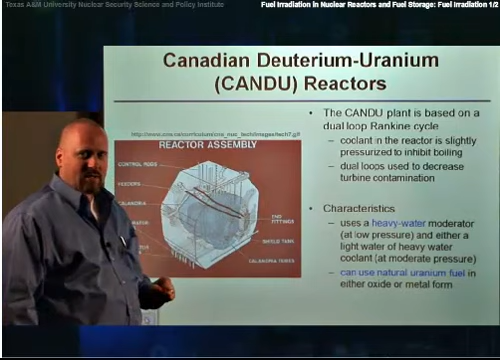 Texas A&M University Nuclear Security Science and Policy Institute
Fuel Irradiation in Nuclear Reactors and Fuel Storage: Fuel Irradiation 1/2
Canadian Deuterium-Uranium
(CANDU) Reactors
REACTOR ASSEMBLY
CONTROL RODS
FEEDERS
CALANDRIA
END
FITTINGS
SHIELD TANK
CALANDRIA TUBES
• The CANDU plant is based on a
dual loop Rankine cycle
– coolant in the reactor is slightly
pressurized to inhibit boiling
– dual loops used to decrease
turbine contamination
• Characteristics
– uses a heavy-water moderator
(at low pressure) and either a
light water of heavy water
coolant (at moderate pressure)
– can use natural uranium fuel in
either oxide or metal form